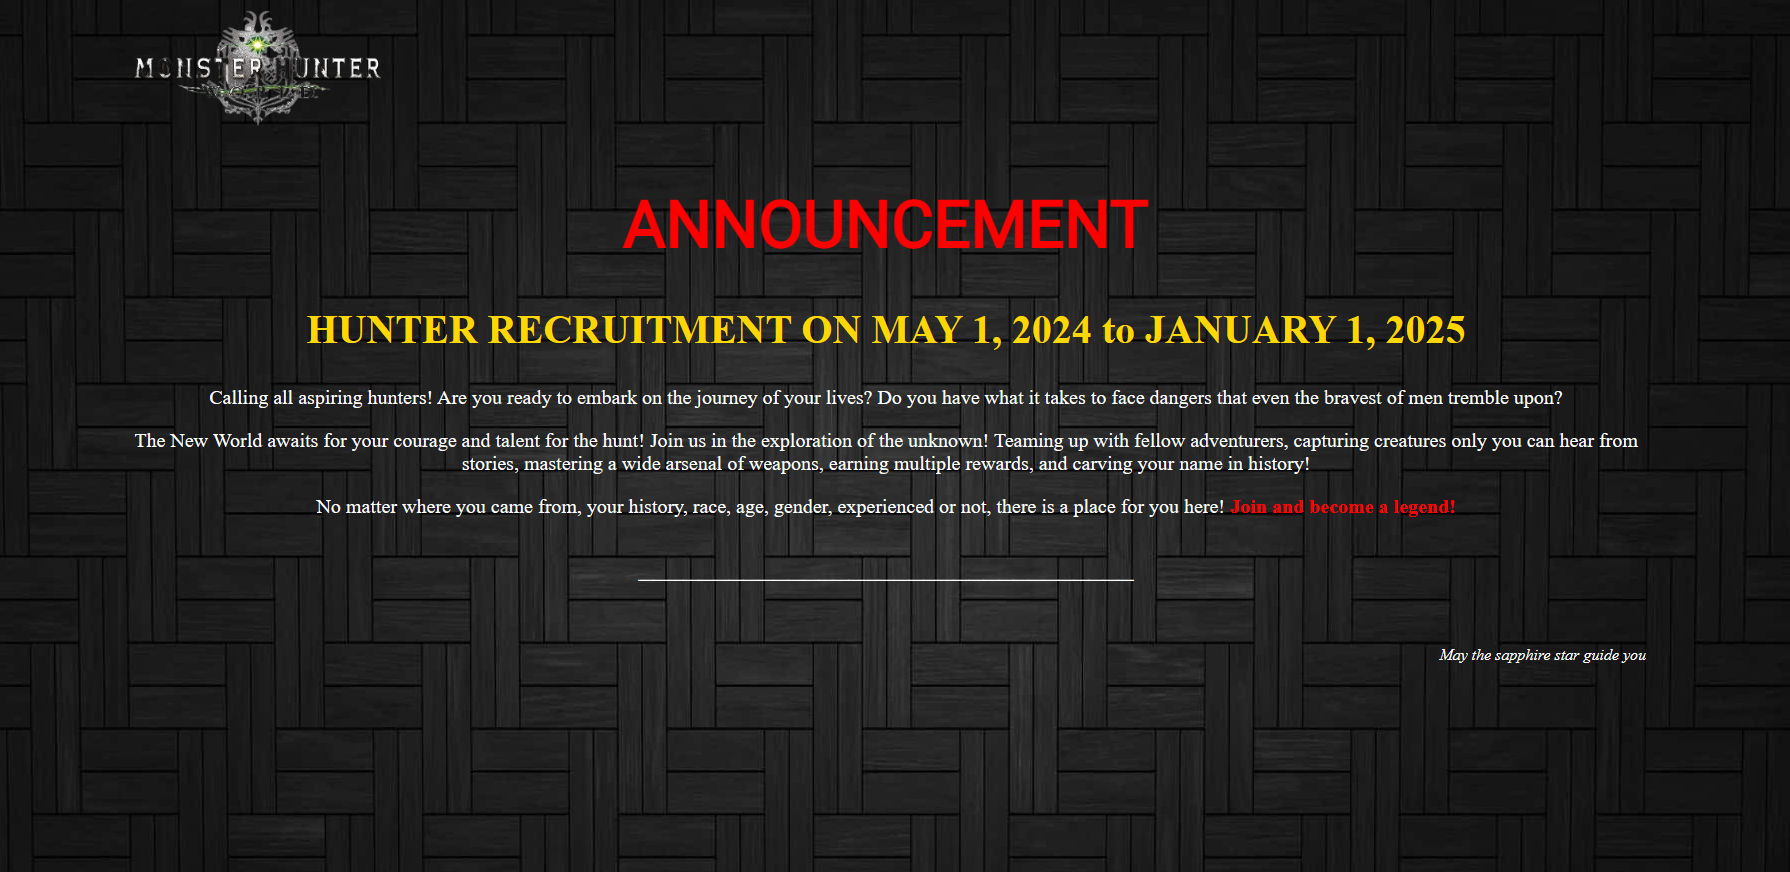 MONSTER HUNTER
ANNOUNCEMENT
HUNTER RECRUITMENT ON MAY 1, 2024 to JANUARY 1, 2025
Calling all aspiring hunters! Are you ready to embark on the journey of your lives? Do you have what it takes to face dangers that even the bravest of men tremble upon?
The New World awaits for your courage and talent for the hunt! Join us in the exploration of the unknown! Teaming up with fellow adventurers, capturing creatures only you can hear from
stories, mastering a wide arsenal of weapons, earning multiple rewards, and carving your name in history!
No matter where you came from, your history, race, age, gender, experienced or not, there is a place for you here! Join and become a legend!
May the sapphire star guide you